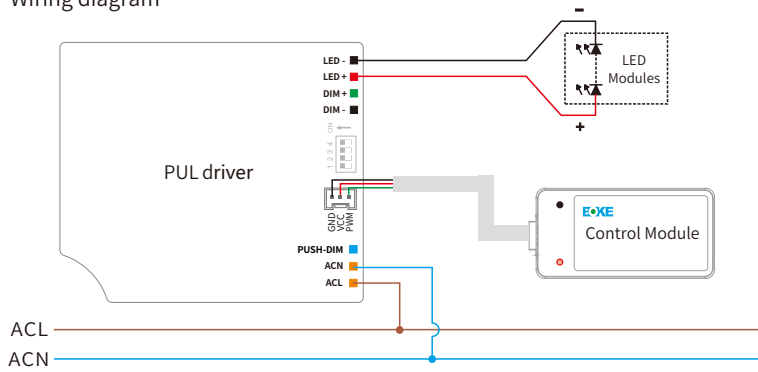 Wiring diagram
LED -
LED +
DIM +
DIM -
ON
1 2 3 4
PUL driver
GND
VCC
PWM
PUSH-DIM
ACN
ACL
-
LED
Modules
+
EOKE
Control Module
ACL
ACN